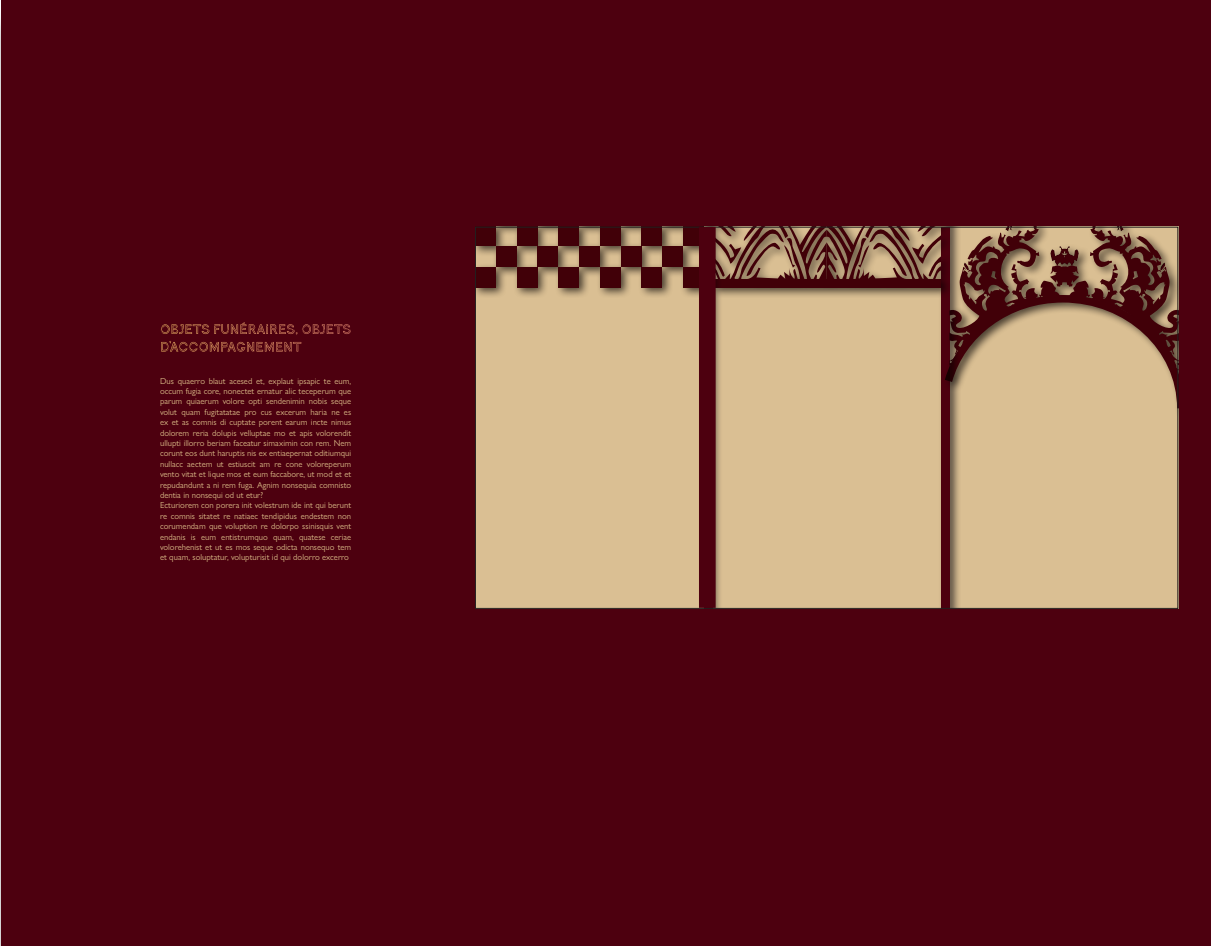 OBJETS FUNÉRAIRES, OBJETS
D'ACCOMPAGNEMENT
Dus quaerro blaut acesed et, explaut ipsapic te eum,
occum fugia core, nonectet ernatur alic teceperum que
parum quiaerum volore opti sendenimin nobis seque
volut quam fugitatatae pro cus excerum haria ne es
ex et as comnis di cuptate porent earum incte nimus
dolorem reria dolupis velluptae mo et apis volorendit
ullupti illorro beriam faceatur simaximin con rem. Nem
corunt eos dunt haruptis nis ex entiaepernat oditiumqui
nullacc aectem ut estiuscit am re cone voloreperum
vento vitat et lique mos et eum faccabore, ut mod et et
repudandunt a ni rem fuga. Agnim nonsequia comnisto
dentia in nonsequi od ut etur?
Ecturiorem con porera init volestrum ide int qui berunt
re comnis sitatet re natiaec tendipidus endestem non
corumendam que voluption re dolorpo ssinisquis vent
endanis is eum entistrumquo quam, quatese ceriae
volorehenist et ut es mos seque odicta nonsequo tem
et quam, soluptatur, volupturisit id qui dolorro excerro